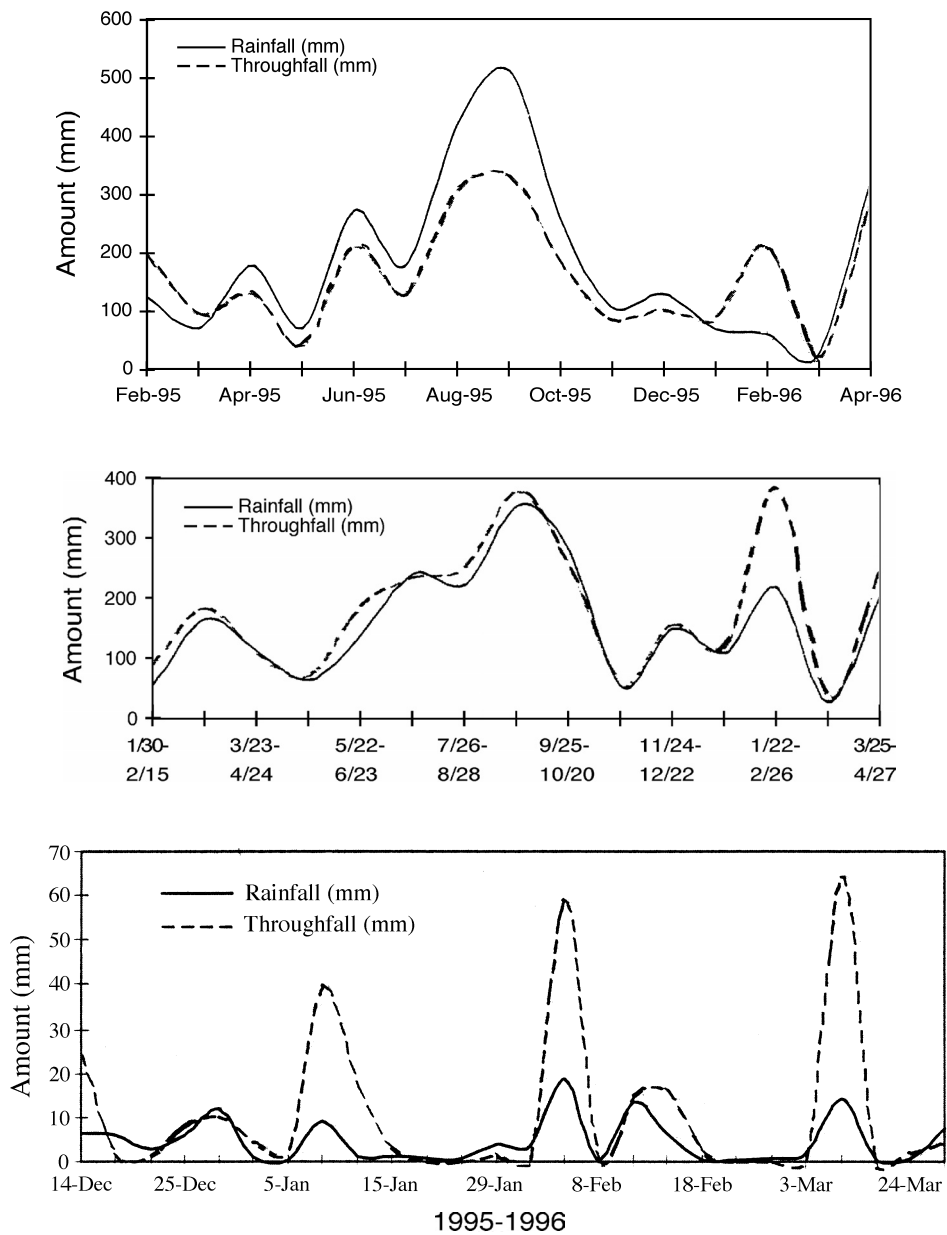 600
Rainfall (mm)
Throughfall (mm)
500
400
300
200
100
0
Amount (mm)
Feb-95 Apr-95 Jun-95 Aug-95 Oct-95 Dec-95 Feb-96 Apr-96
400
Rainfall (mm)
Throughfall (mm)
300
200
100
0
Amount (mm)
1/30- 3/23- 5/22- 7/26- 9/25- 11/24- 1/22- 3/25-
2/15 4/24 6/23 8/28 10/20 12/22 2/26 4/27
70
60
Rainfall (mm)
Throughfall (mm)
50
40
30
20
10
0
Amount (mm)
14-Dec 25-Dec 5-Jan 15-Jan 29-Jan 8-Feb 18-Feb 3-Mar 24-Mar
1995-1996